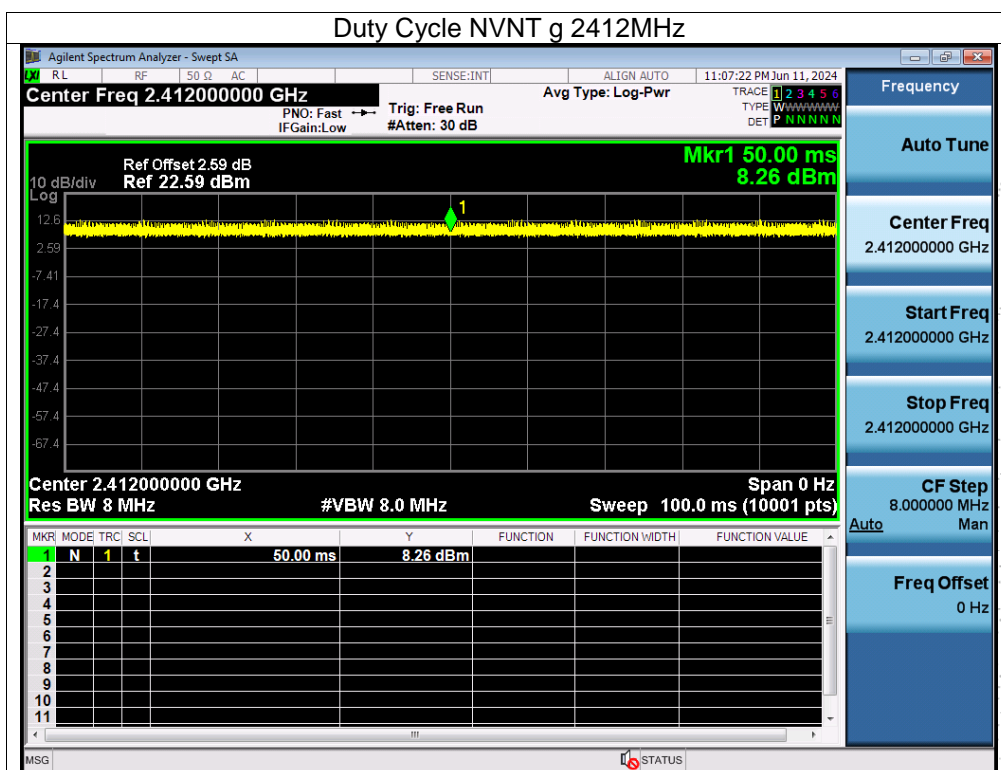 Duty Cycle NVNT g 2412MHz
Agilent Spectrum Analyzer - Swept SA
LXI RL RF 50 Ω AC SENSE:INT ALIGN AUTO 11:07:22 PM Jun 11, 2024
Center Freq 2.412000000 GHz
PNO: Fast
IFGain:Low
Trig: Free Run
#Atten: 30 dB
Avg Type: Log-Pwr
TRACE 1 2 3 4 5 6
TYPE WWWWWW
DET P N N N N N
Ref Offset 2.59 dB
10 dB/div Ref 22.59 dBm
Log
Mkr1 50.00 ms
8.26 dBm
1
12.6
2.59
-7.41
-17.4
-27.4
-37.4
-47.4
-57.4
-67.4
Center 2.412000000 GHz Span 0 Hz
Res BW 8 MHz #VBW 8.0 MHz Sweep 100.0 ms (10001 pts)
MKR MODE TRC SCL X Y FUNCTION FUNCTION WIDTH FUNCTION VALUE
1 N 1 t 50.00 ms 8.26 dBm
2
3
4
5
6
7
8
9
10
11
MSG STATUS
Frequency
Auto Tune
Center Freq
2.412000000 GHz
Start Freq
2.412000000 GHz
Stop Freq
2.412000000 GHz
CF Step
8.000000 MHz
Auto Man
Freq Offset
0 Hz